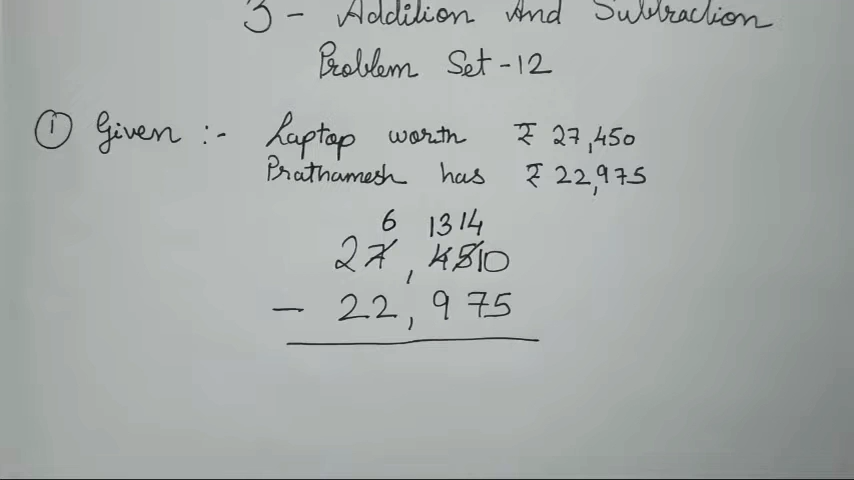 3 - Addition And Subtraction
Problem Set - 12
① Given :- Laptop worth ₹ 27,450
Prathamesh has ₹ 22,975
6 13 14
27,4510
- 22,975